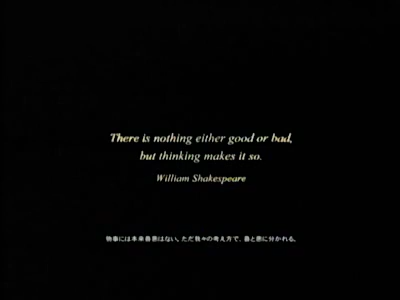 There is nothing either good or bad,
but thinking makes it so.
William Shakespeare
物事には本来善悪はない。ただ我々の考え方で、善と悪に分かれる。